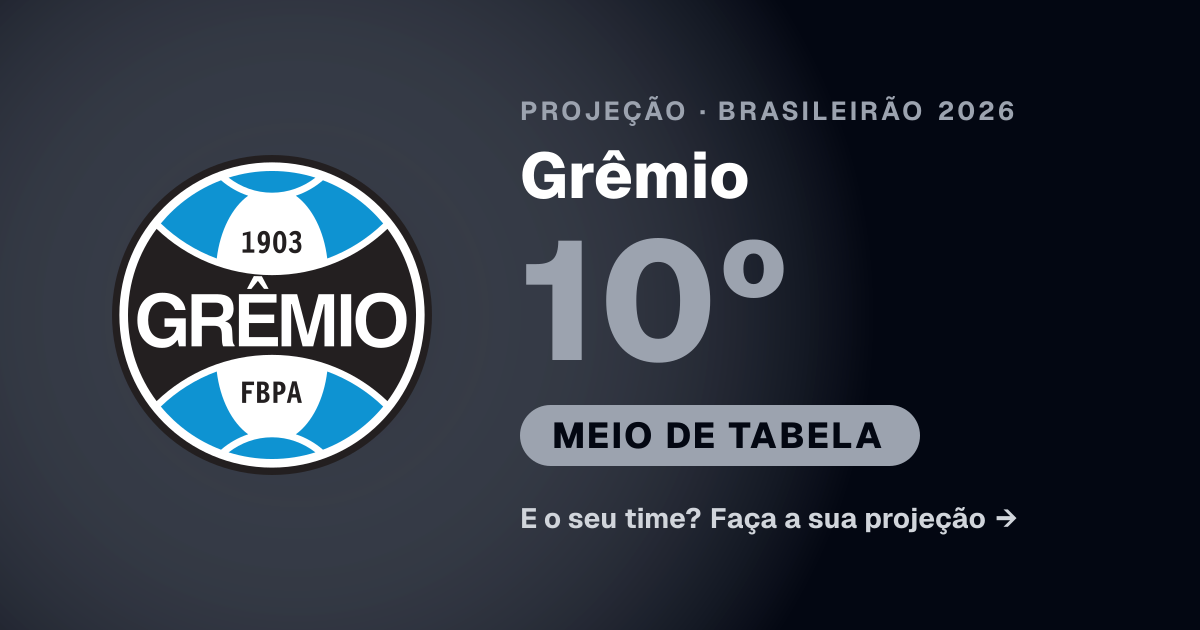 1903
GRÊMIO
FBPA
PROJEÇÃO · BRASILEIRÃO 2026
Grêmio
10º
MEIO DE TABELA
E o seu time? Faça a sua projeção →